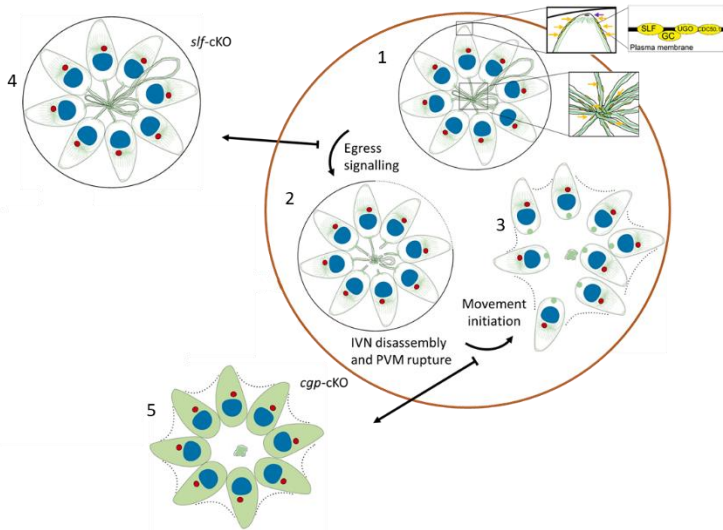 slf-cKO
4
1
SLF
UGO
CDC50.1
GC
Plasma membrane
Egress
signalling
2
3
IVN disassembly
and PVM rupture
Movement
initiation
cgp-cKO
5